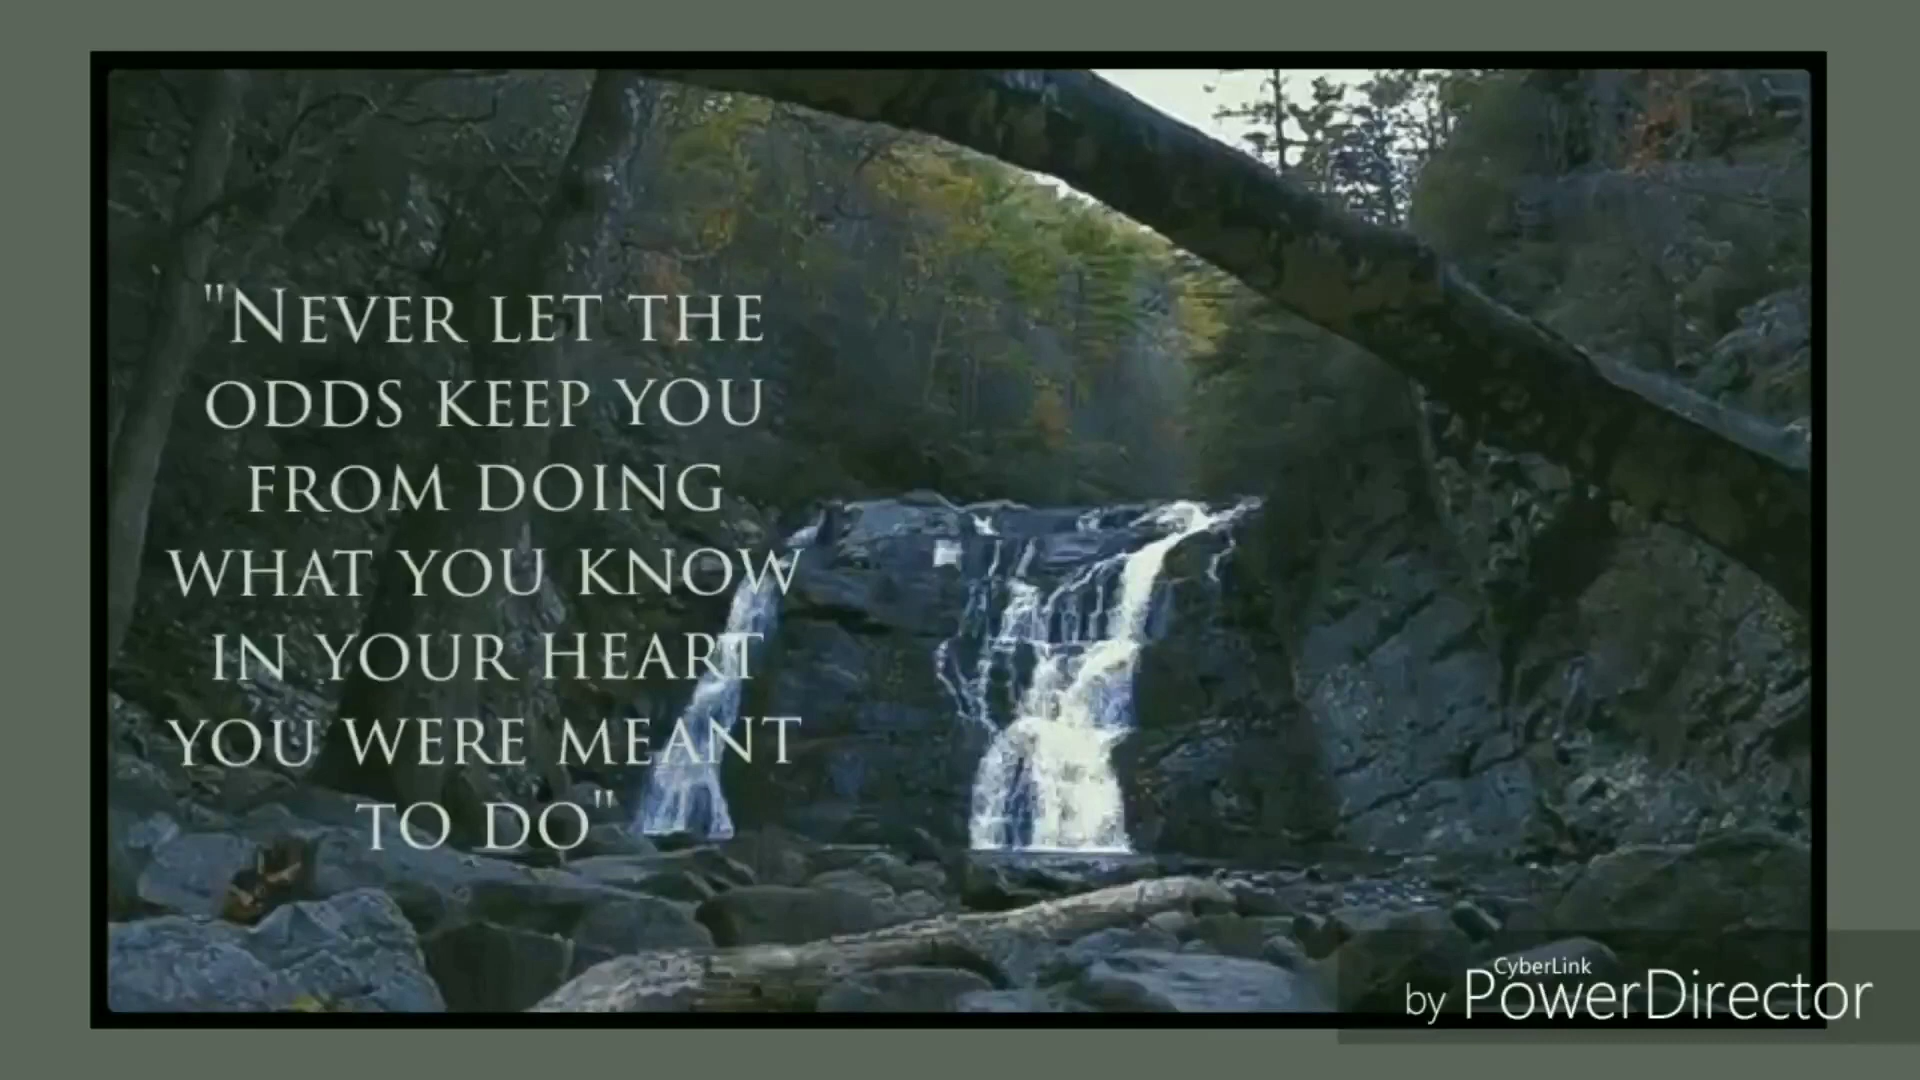 "Never let the
odds keep you
from doing
what you know
in your heart
you were meant
to do"
CyberLink
by PowerDirector